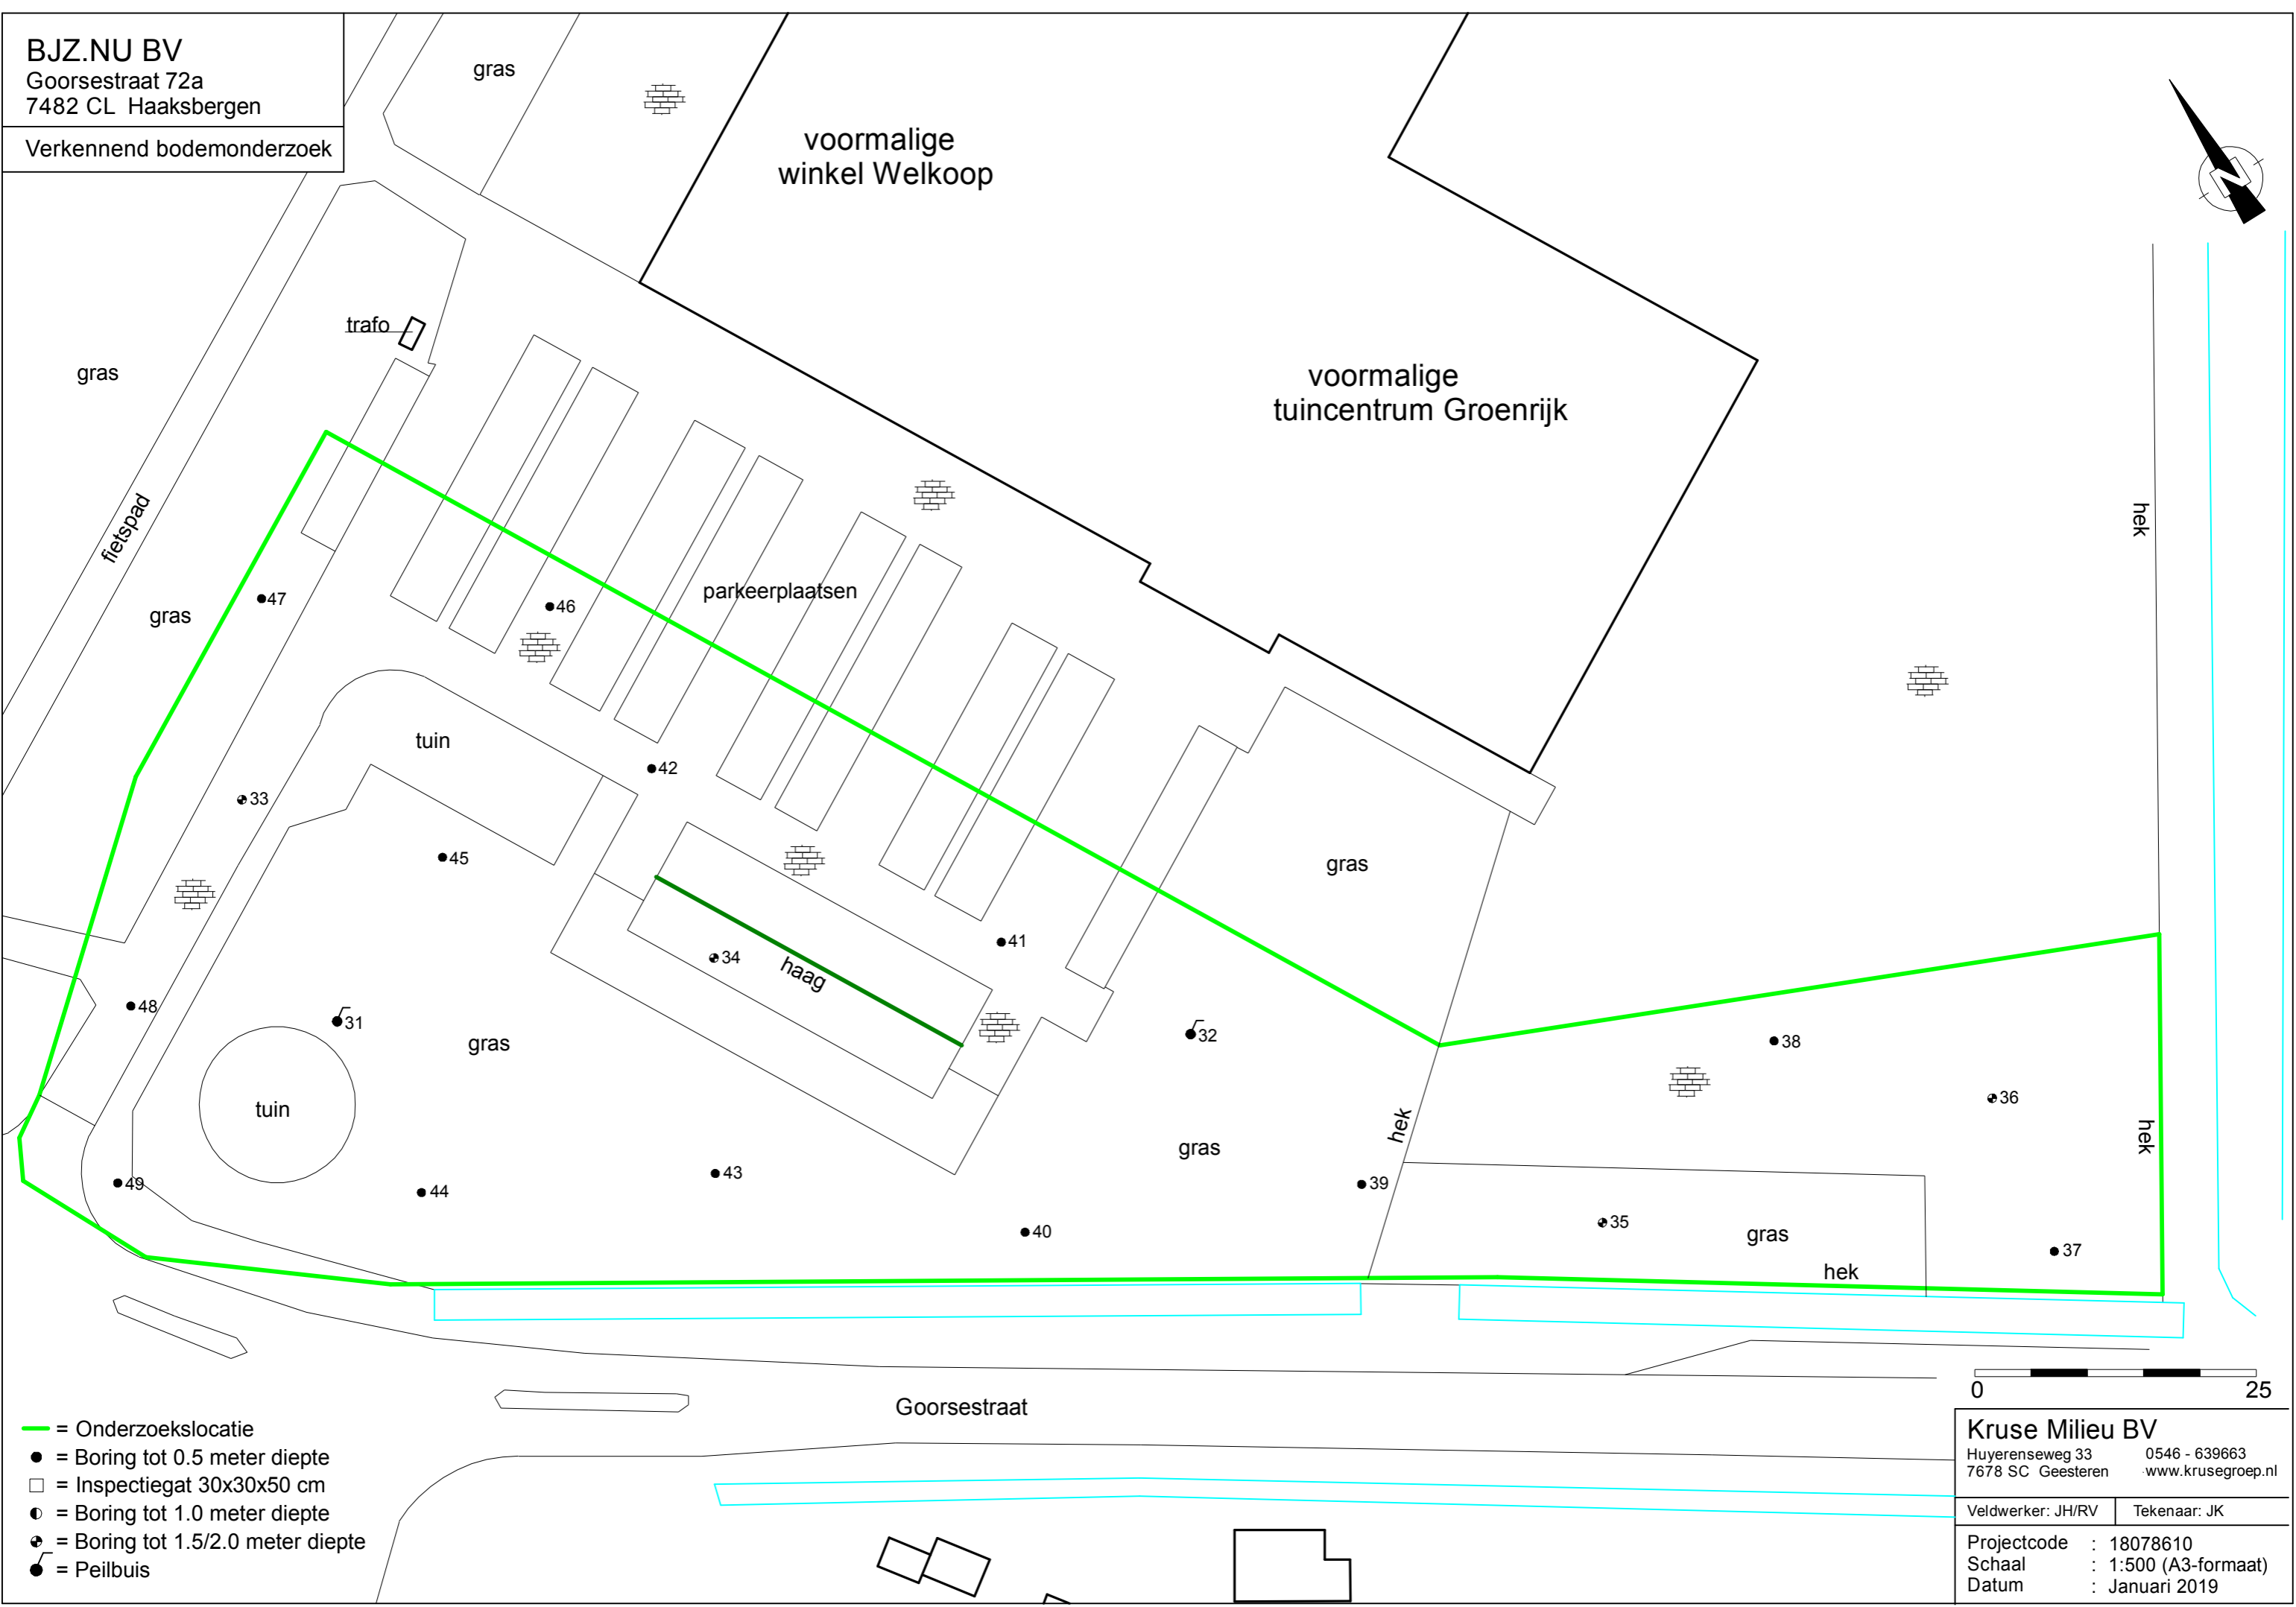 BJZ.NU BV
Goorsestraat 72a
7482 CL Haaksbergen
Verkennend bodemonderzoek
gras
voormalige
winkel Welkoop
N
trafo
gras
voormalige
tuincentrum Groenrijk
fietspad
hek
47
46
parkeerplaatsen
gras
tuin
42
33
45
gras
41
34
haag
48
31
32
gras
38
36
tuin
hek
hek
gras
43
39
49
44
35
40
gras
37
hek
0
25
Goorsestraat
= Onderzoekslocatie
= Boring tot 0.5 meter diepte
= Inspectiegat 30x30x50 cm
= Boring tot 1.0 meter diepte
= Boring tot 1.5/2.0 meter diepte
= Peilbuis
Kruse Milieu BV
Huyerenseweg 33 0546 - 639663
7678 SC Geesteren www.krusegroep.nl
Veldwerker: JH/RV Tekenaar: JK
Projectcode : 18078610
Schaal : 1:500 (A3-formaat)
Datum : Januari 2019